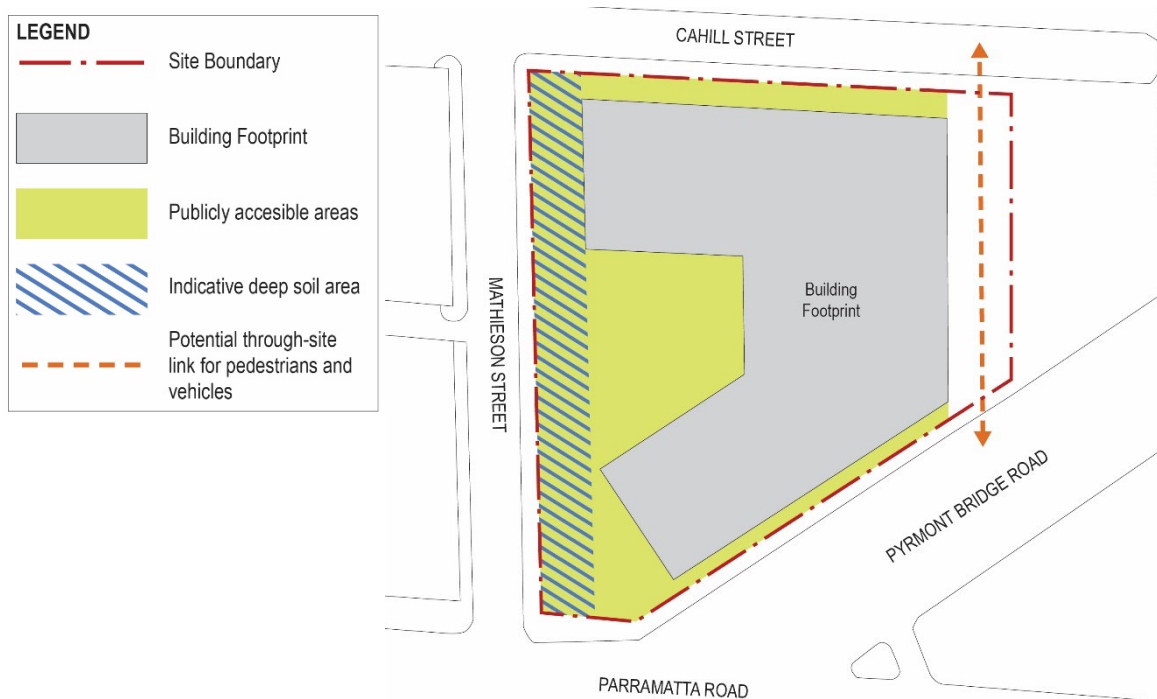 LEGEND
Site Boundary
Building Footprint
Publicly accesible areas
Indicative deep soil area
Potential through-site
link for pedestrians and
vehicles
CAHILL STREET
MATHIESON STREET
Building
Footprint
PYRMONT BRIDGE ROAD
PARRAMATTA ROAD